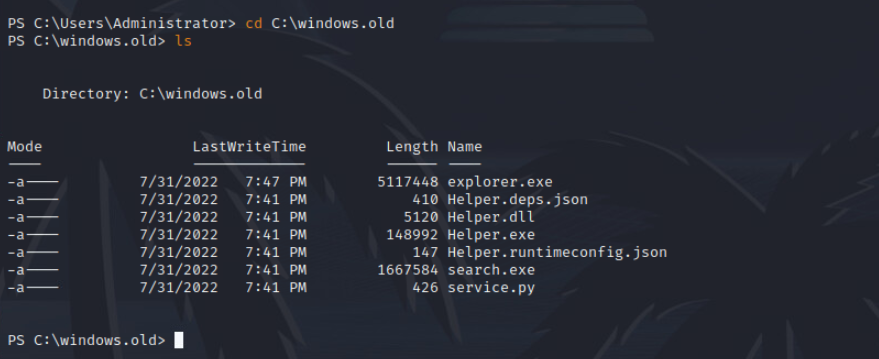 PS C:\Users\Administrator> cd C:\windows.old
PS C:\windows.old> ls
Directory: C:\windows.old
Mode LastWriteTime Length Name
---- ------------- ------ ----
-a---- 7/31/2022 7:47 PM 5117448 explorer.exe
-a---- 7/31/2022 7:41 PM 410 Helper.deps.json
-a---- 7/31/2022 7:41 PM 5120 Helper.dll
-a---- 7/31/2022 7:41 PM 148992 Helper.exe
-a---- 7/31/2022 7:41 PM 147 Helper.runtimeconfig.json
-a---- 7/31/2022 7:41 PM 1667584 search.exe
-a---- 7/31/2022 7:41 PM 426 service.py
PS C:\windows.old>